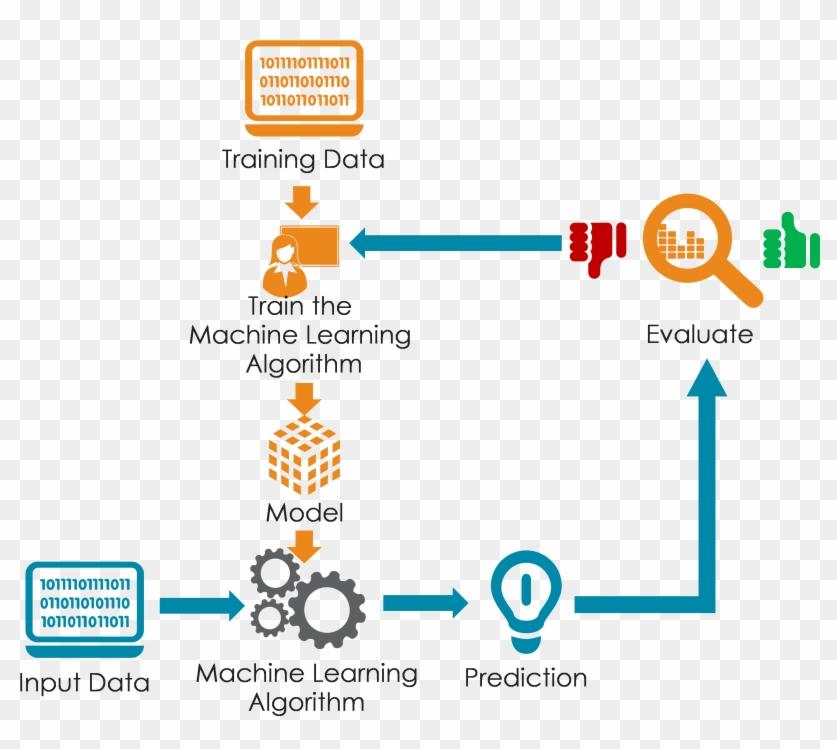 1011110111011
0110110101110
1011011011011
Training Data
Train the
Machine Learning
Algorithm
Evaluate
Model
1011110111011
0110110101110
1011011011011
Input Data
Machine Learning
Algorithm
Prediction